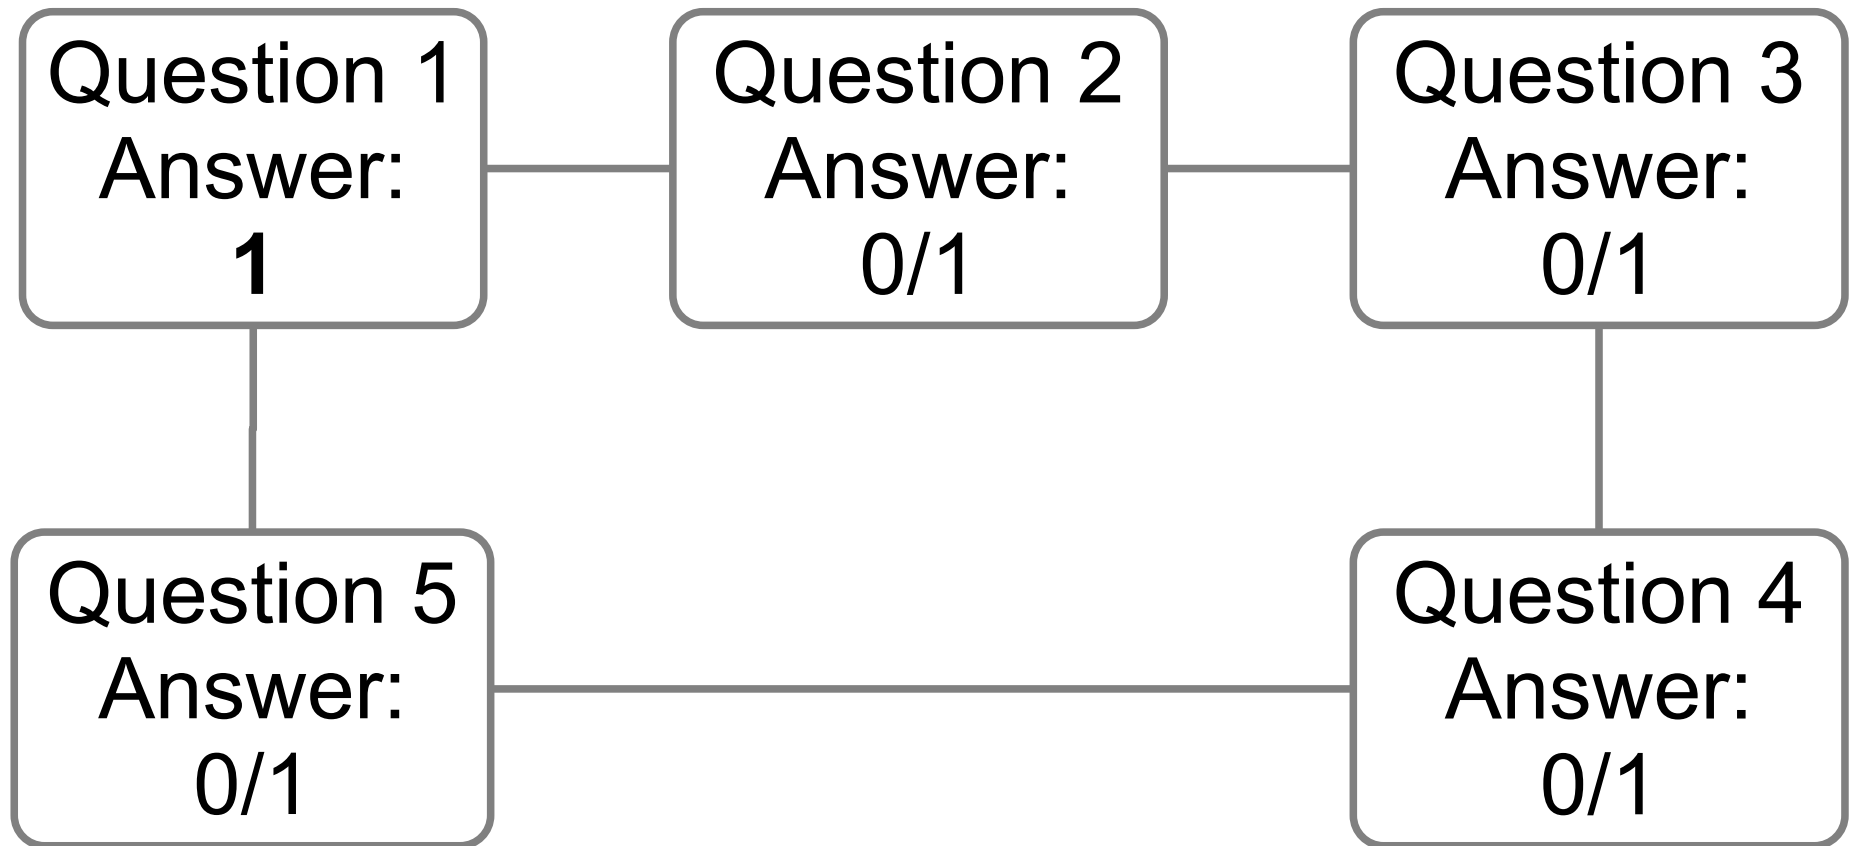 Question 1
Answer:
1
Question 2
Answer:
0/1
Question 3
Answer:
0/1
Question 5
Answer:
0/1
Question 4
Answer:
0/1